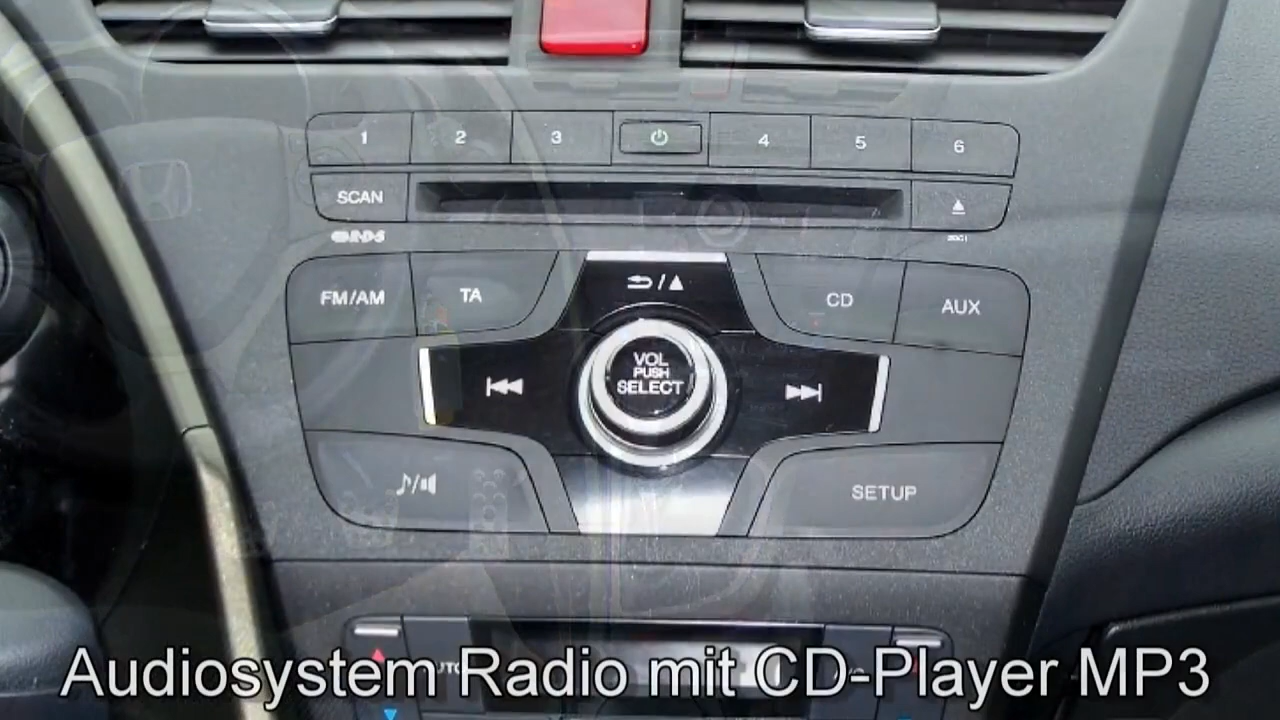 1 2 3 4 5 6
SCAN
RDS
FM/AM TA CD AUX
VOL
PUSH
SELECT
SETUP
Audiosystem Radio mit CD-Player MP3